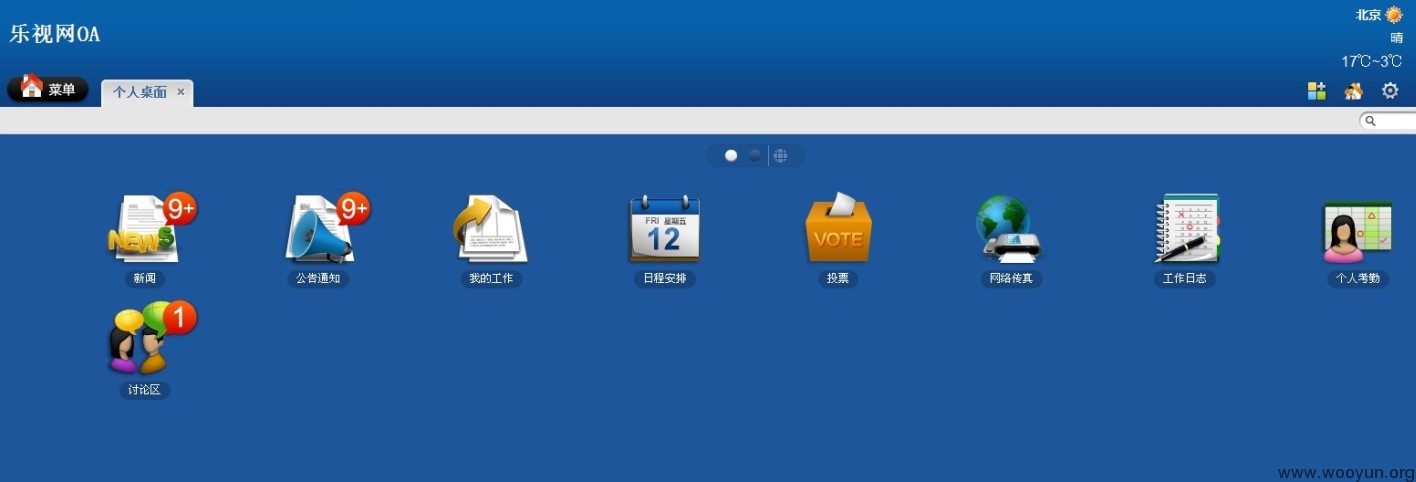 北京
乐视网OA
晴
17℃~3℃
菜单
个人桌面 ×
9+
9+
NEWS
FRI 星期五
12
VOTE
新闻
公告通知
我的工作
日程安排
投票
网络传真
工作日志
个人考勤
1
讨论区
www.wooyun.org